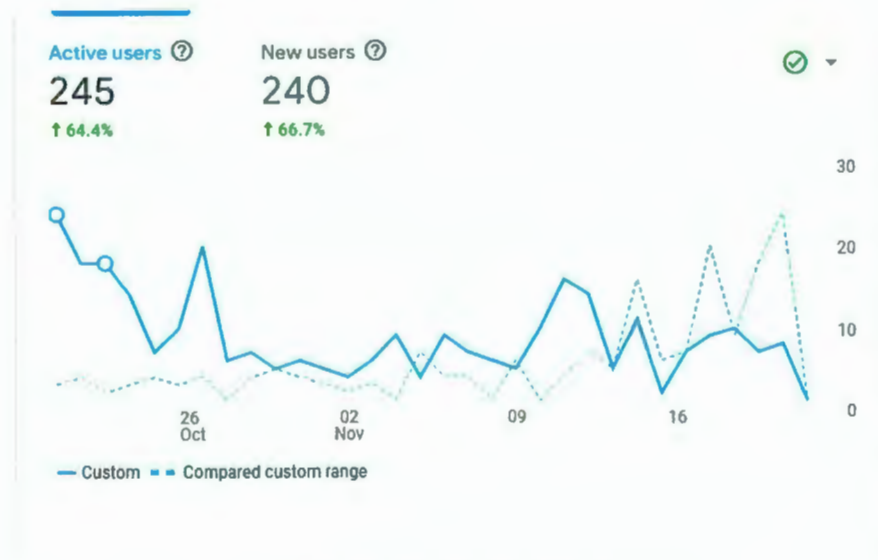 Active users ?
New users ?
245
240
↑ 64.4%
↑ 66.7%
30
20
10
0
26
Oct
02
Nov
09
16
Custom
Compared custom range